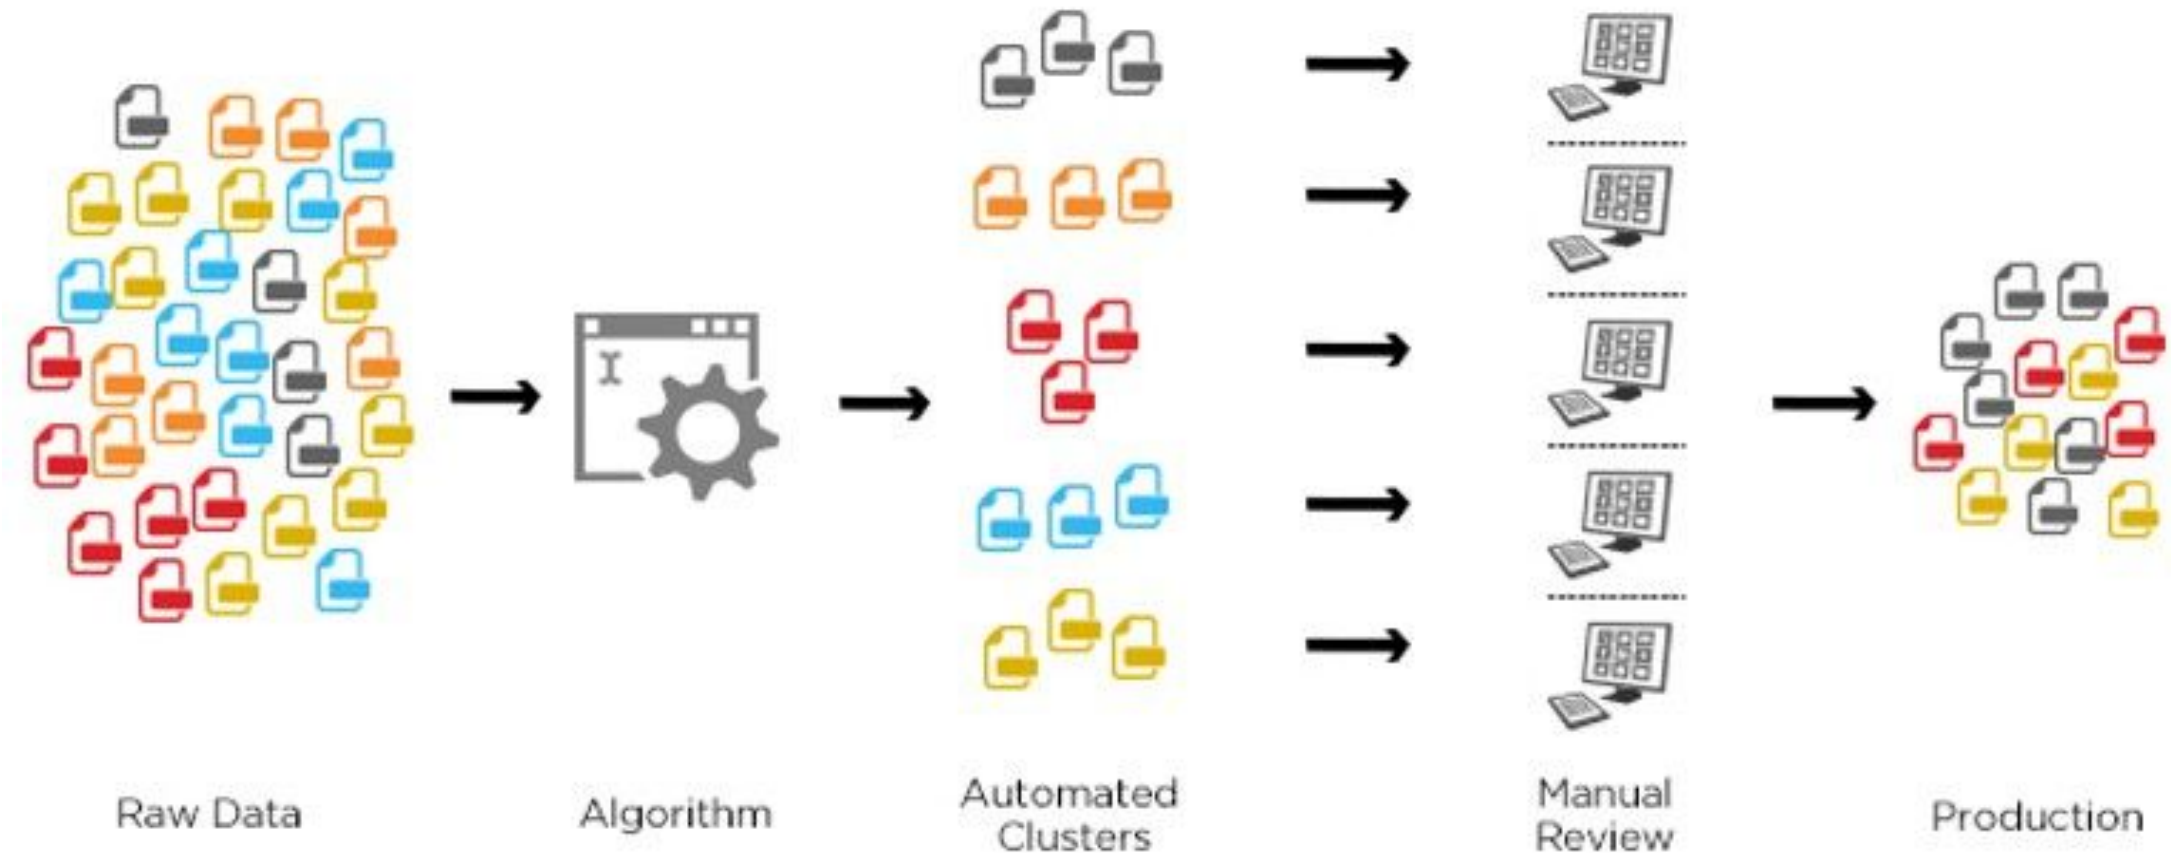 Raw Data
Algorithm
Automated
Clusters
Manual
Review
Production